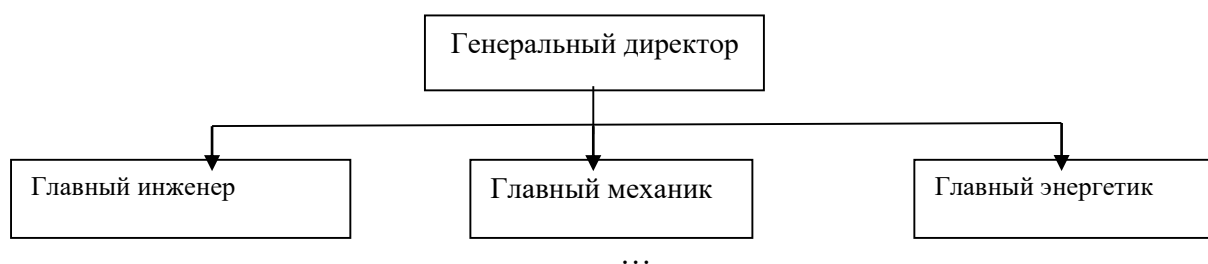 Генеральный директор
Главный инженер
Главный механик
Главный энергетик
…